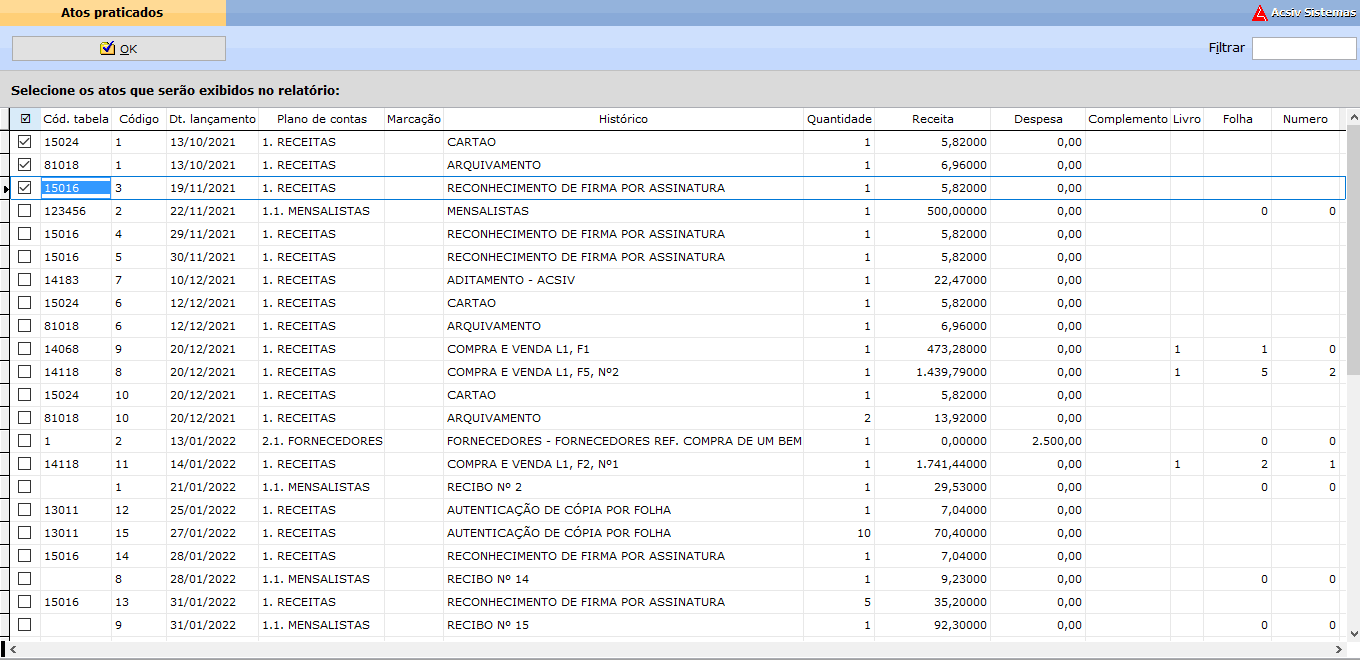 Atos praticados
Acsiv Sistemas
OK
Filtrar
Selecione os atos que serão exibidos no relatório:
Cód. tabela Código Dt. lançamento Plano de contas Marcação Histórico Quantidade Receita Despesa Complemento Livro Folha Numero
15024 1 13/10/2021 1. RECEITAS CARTAO 1 5,82000 0,00
81018 1 13/10/2021 1. RECEITAS ARQUIVAMENTO 1 6,96000 0,00
15016 3 19/11/2021 1. RECEITAS RECONHECIMENTO DE FIRMA POR ASSINATURA 1 5,82000 0,00
123456 2 22/11/2021 1.1. MENSALISTAS MENSALISTAS 1 500,00000 0,00 0 0
15016 4 29/11/2021 1. RECEITAS RECONHECIMENTO DE FIRMA POR ASSINATURA 1 5,82000 0,00
15016 5 30/11/2021 1. RECEITAS RECONHECIMENTO DE FIRMA POR ASSINATURA 1 5,82000 0,00
14183 7 10/12/2021 1. RECEITAS ADITAMENTO - ACSIV 1 22,47000 0,00
15024 6 12/12/2021 1. RECEITAS CARTAO 1 5,82000 0,00
81018 6 12/12/2021 1. RECEITAS ARQUIVAMENTO 1 6,96000 0,00
14068 9 20/12/2021 1. RECEITAS COMPRA E VENDA L1, F1 1 473,28000 0,00 1 1 0
14118 8 20/12/2021 1. RECEITAS COMPRA E VENDA L1, F5, Nº2 1 1.439,79000 0,00 1 5 2
15024 10 20/12/2021 1. RECEITAS CARTAO 1 5,82000 0,00
81018 10 20/12/2021 1. RECEITAS ARQUIVAMENTO 2 13,92000 0,00
1 2 13/01/2022 2.1. FORNECEDORES FORNECEDORES - FORNECEDORES REF. COMPRA DE UM BEM 1 0,00000 2.500,00 0 0
14118 11 14/01/2022 1. RECEITAS COMPRA E VENDA L1, F2, Nº1 1 1.741,44000 0,00 1 2 1
1 21/01/2022 1.1. MENSALISTAS RECIBO Nº 2 1 29,53000 0,00 0 0
13011 12 25/01/2022 1. RECEITAS AUTENTICAÇÃO DE CÓPIA POR FOLHA 1 7,04000 0,00
13011 15 27/01/2022 1. RECEITAS AUTENTICAÇÃO DE CÓPIA POR FOLHA 10 70,40000 0,00
15016 14 28/01/2022 1. RECEITAS RECONHECIMENTO DE FIRMA POR ASSINATURA 1 7,04000 0,00
8 28/01/2022 1.1. MENSALISTAS RECIBO Nº 14 1 9,23000 0,00 0 0
15016 13 31/01/2022 1. RECEITAS RECONHECIMENTO DE FIRMA POR ASSINATURA 5 35,20000 0,00
9 31/01/2022 1.1. MENSALISTAS RECIBO Nº 15 1 92,30000 0,00 0 0